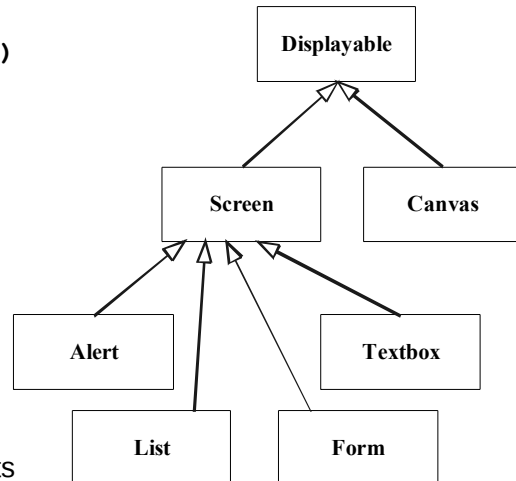 Displayable
)
Screen
Canvas
Alert
Textbox
List
Form